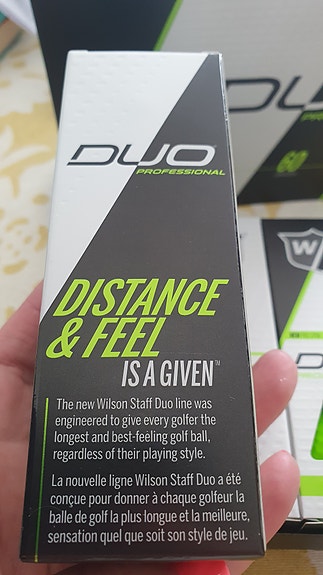 DUO
PROFESSIONAL
DISTANCE
& FEEL
IS A GIVEN™
The new Wilson Staff Duo line was
engineered to give every golfer the
longest and best-feeling golf ball,
regardless of their playing style.
La nouvelle ligne Wilson Staff Duo a été
conçue pour donner à chaque golfeur la
balle de golf la plus longue et la meilleure,
sensation quel que soit son style de jeu.
DU
PRO
60
W
D